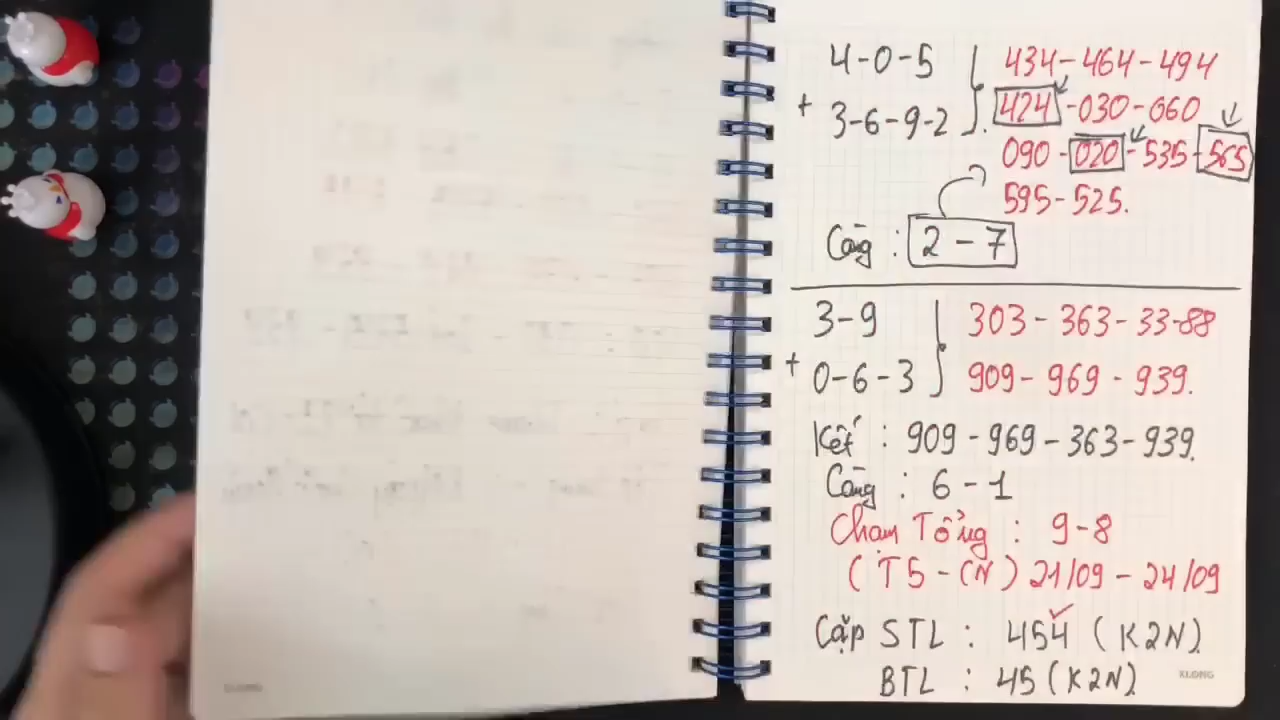 4-0-5
+ 3-6-9-2
434-464-494
424-030-060
090-020-535-565
595-525.
Càng : 2-7
3-9
+ 0-6-3
303-363-33-88
909-969-939.
Kết : 909-969-363-939.
Càng : 6-1
Chạm Tổng : 9-8
(T5-CN) 21/09-24/09
Cặp STL : 454 (K2N)
BTL : 45 (K2N)
KLONG
KLONG